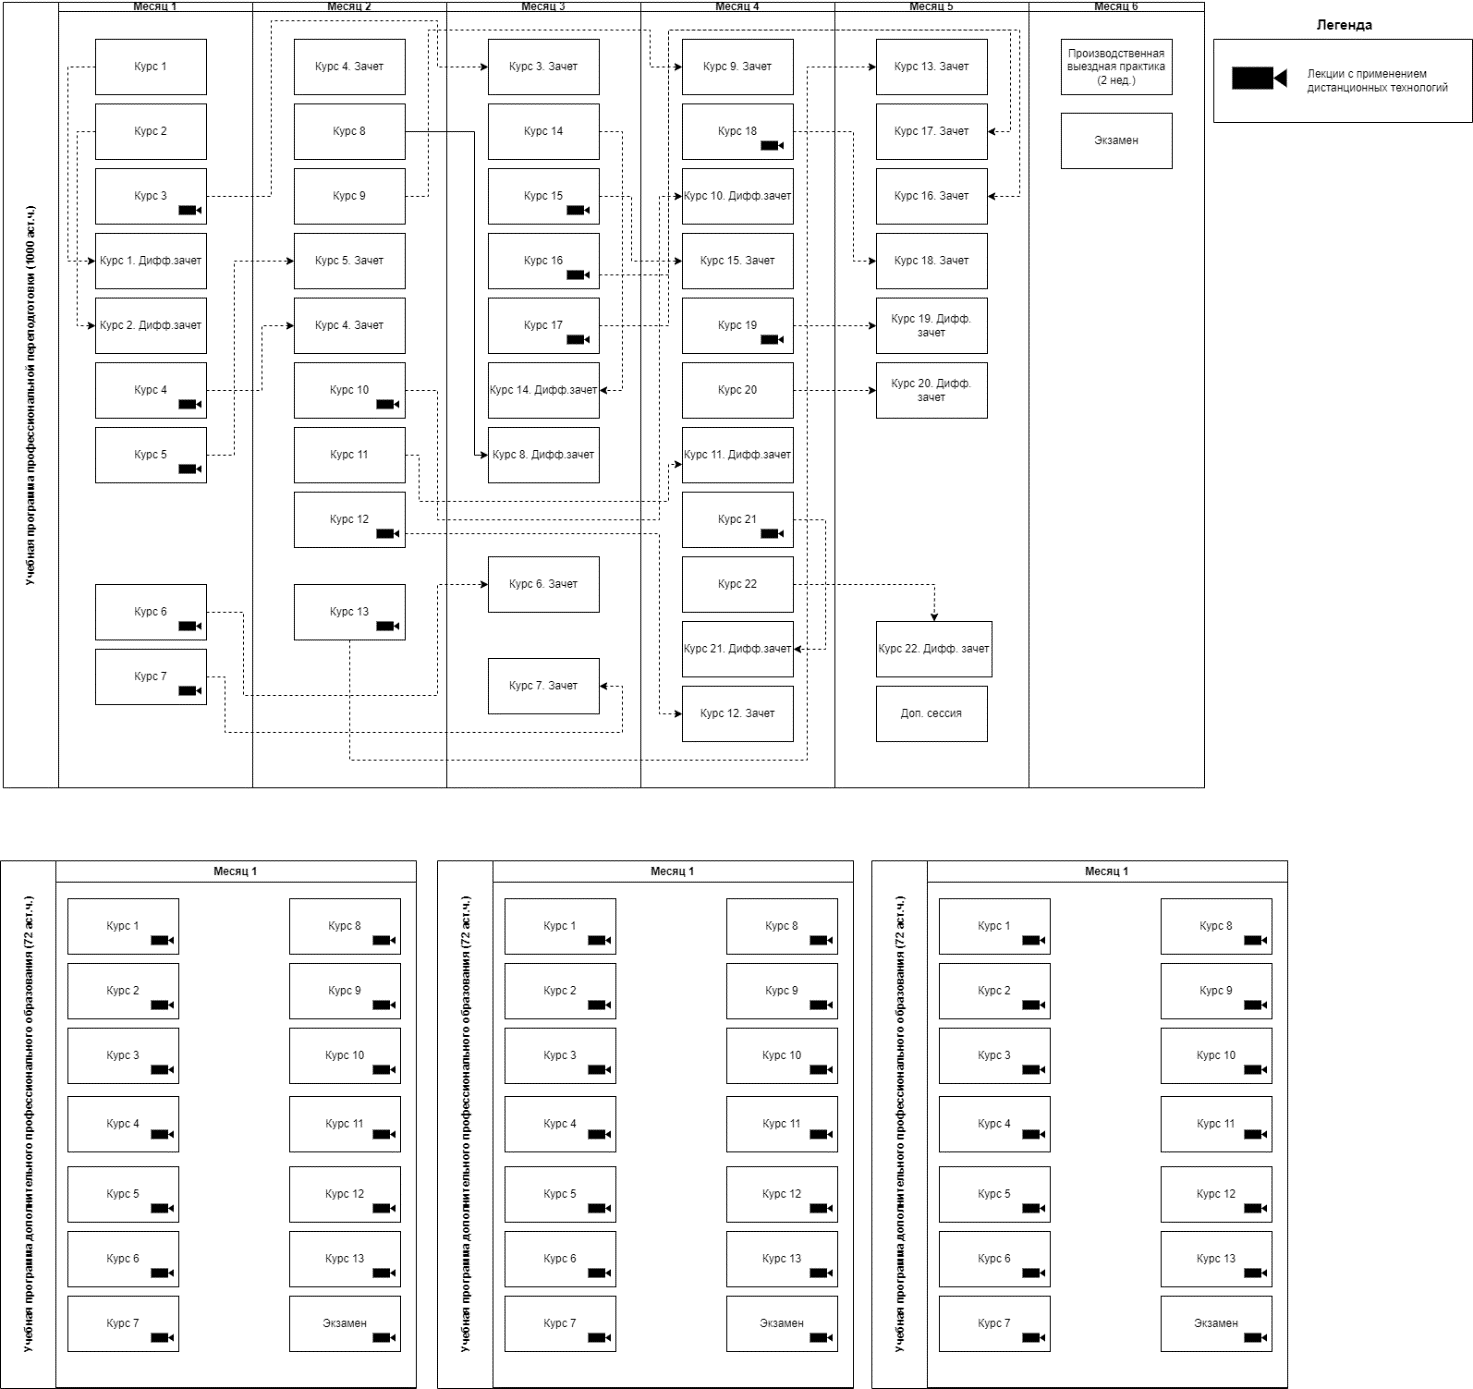 Месяц 1
Месяц 2
Месяц 3
Месяц 4
Месяц 5
Месяц 6
Легенда
Лекции с применением
дистанционных технологий
Учебная программа профессиональной переподготовки (1000 аст.ч.)
Курс 1
Курс 2
Курс 3
Курс 1. Дифф.зачет
Курс 2. Дифф.зачет
Курс 4
Курс 5
Курс 6
Курс 7
Курс 4. Зачет
Курс 8
Курс 9
Курс 5. Зачет
Курс 4. Зачет
Курс 10
Курс 11
Курс 12
Курс 13
Курс 3. Зачет
Курс 14
Курс 15
Курс 16
Курс 17
Курс 14. Дифф.зачет
Курс 8. Дифф.зачет
Курс 6. Зачет
Курс 7. Зачет
Курс 9. Зачет
Курс 18
Курс 10. Дифф.зачет
Курс 15. Зачет
Курс 19
Курс 20
Курс 11. Дифф.зачет
Курс 21
Курс 22
Курс 21. Дифф.зачет
Курс 12. Зачет
Курс 13. Зачет
Курс 17. Зачет
Курс 16. Зачет
Курс 18. Зачет
Курс 19. Дифф.
зачет
Курс 20. Дифф.
зачет
Курс 22. Дифф. зачет
Доп. сессия
Производственная
выездная практика
(2 нед.)
Экзамен
Учебная программа дополнительного профессионального образования (72 аст.ч.)
Месяц 1
Курс 1
Курс 2
Курс 3
Курс 4
Курс 5
Курс 6
Курс 7
Курс 8
Курс 9
Курс 10
Курс 11
Курс 12
Курс 13
Экзамен
Учебная программа дополнительного профессионального образования (72 аст.ч.)
Месяц 1
Курс 1
Курс 2
Курс 3
Курс 4
Курс 5
Курс 6
Курс 7
Курс 8
Курс 9
Курс 10
Курс 11
Курс 12
Курс 13
Экзамен
Учебная программа дополнительного профессионального образования (72 аст.ч.)
Месяц 1
Курс 1
Курс 2
Курс 3
Курс 4
Курс 5
Курс 6
Курс 7
Курс 8
Курс 9
Курс 10
Курс 11
Курс 12
Курс 13
Экзамен